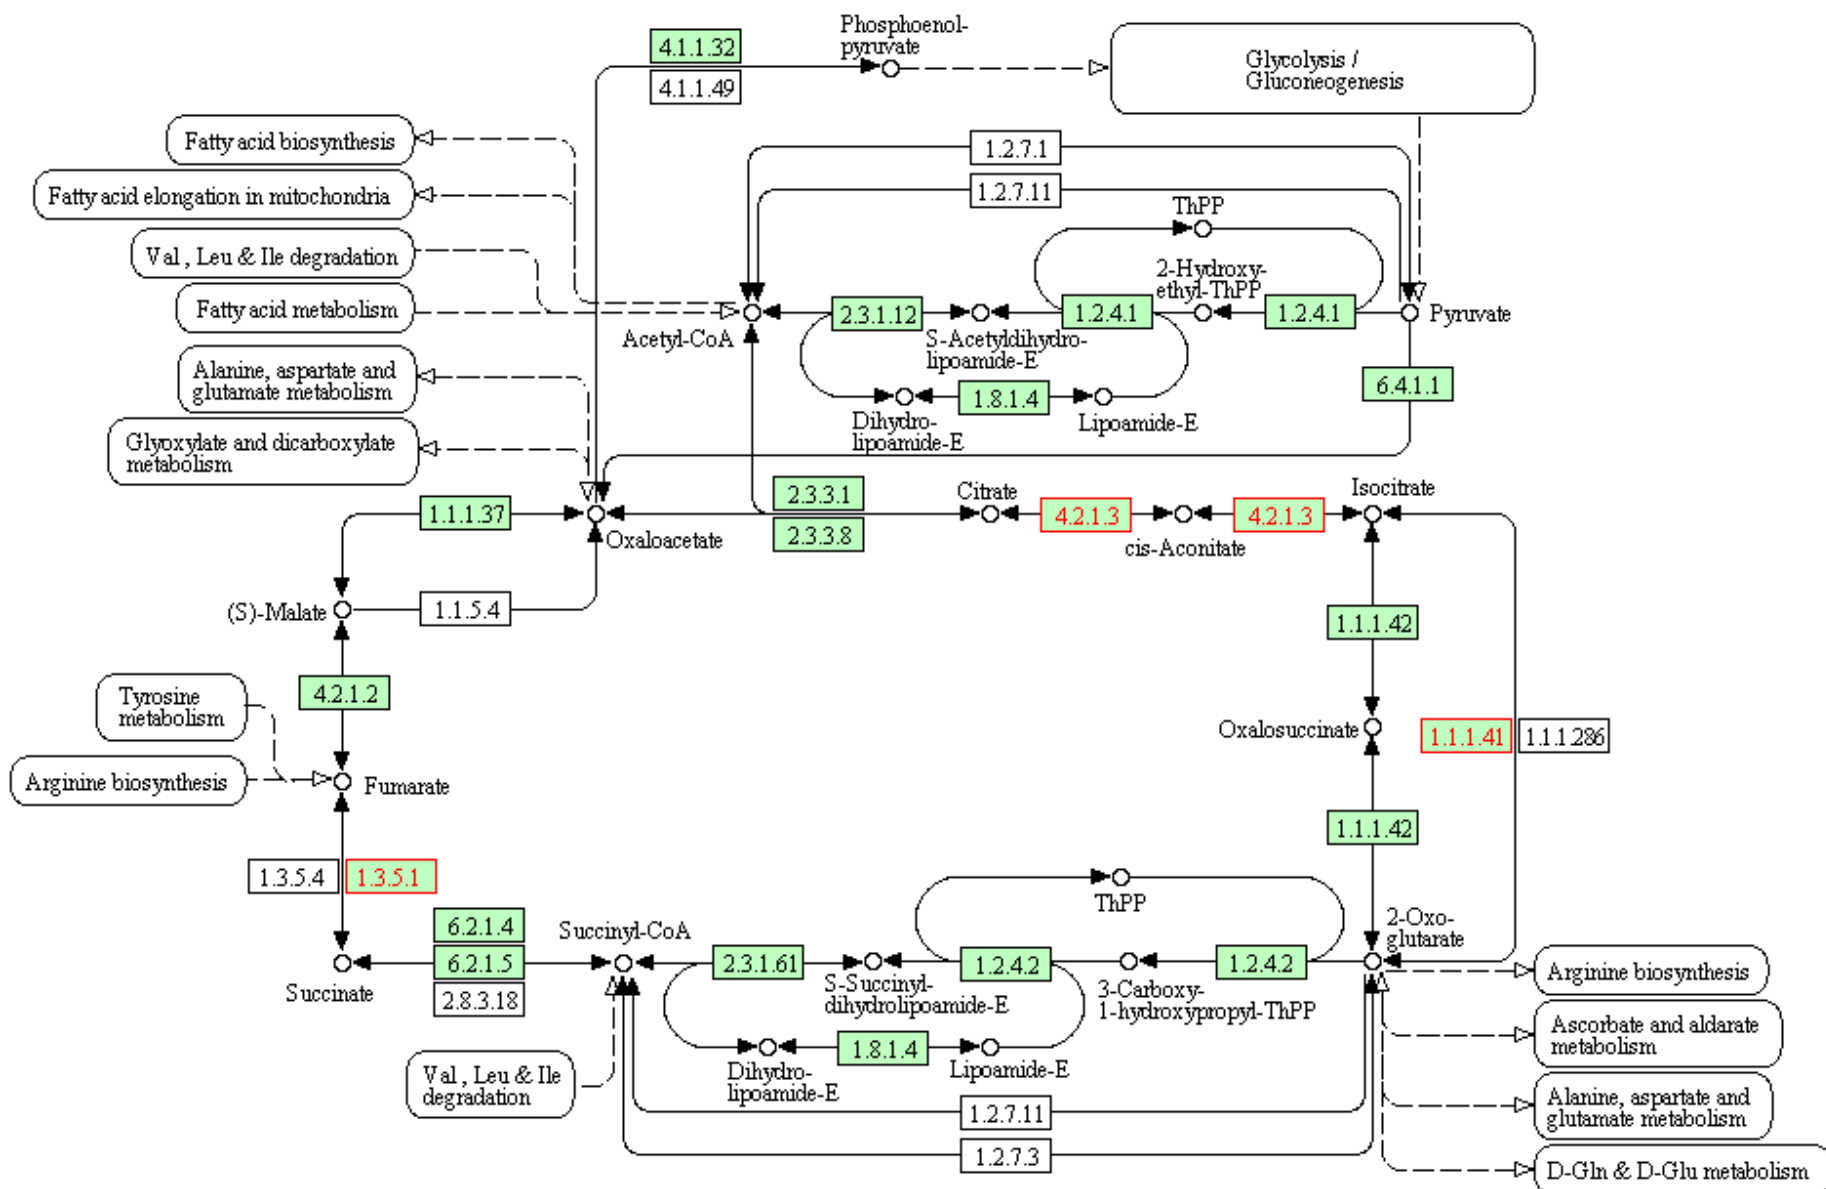 Phosphoenol-
pyruvate
4.1.1.32
4.1.1.49
Glycolysis /
Gluconeogenesis
Fatty acid biosynthesis
1.2.7.1
Fatty acid elongation in mitochondria
1.2.7.11
ThPP
Val , Leu & Ile degradation
2-Hydroxy-
ethyl-ThPP
Fatty acid metabolism
Acetyl-CoA
2.3.1.12
S-Acetyldihydro-
lipoamide-E
1.2.4.1
1.2.4.1
Pyruvate
Alanine, aspartate and
glutamate metabolism
6.4.1.1
Dihydro-
lipoamide-E
1.8.1.4
Lipoamide-E
Glyoxylate and dicarboxylate
metabolism
1.1.1.37
Oxaloacetate
2.3.3.1
2.3.3.8
Citrate
4.2.1.3
cis-Aconitate
4.2.1.3
Isocitrate
(S)-Malate
1.1.5.4
1.1.1.42
Tyrosine
metabolism
4.2.1.2
Oxalosuccinate
1.1.1.41
1.1.1.286
Arginine biosynthesis
Fumarate
1.1.1.42
1.3.5.4
1.3.5.1
ThPP
6.2.1.4
6.2.1.5
2.8.3.18
Succinate
Succinyl-CoA
2.3.1.61
S-Succinyl-
dihydrolipoamide-E
1.2.4.2
3-Carboxy-
1-hydroxypropyl-ThPP
1.2.4.2
2-Oxo-
glutarate
Arginine biosynthesis
Ascorbate and aldarate
metabolism
Val , Leu & Ile
degradation
Dihydro-
lipoamide-E
1.8.1.4
Lipoamide-E
1.2.7.11
Alanine, aspartate and
glutamate metabolism
1.2.7.3
D-Gln & D-Glu metabolism